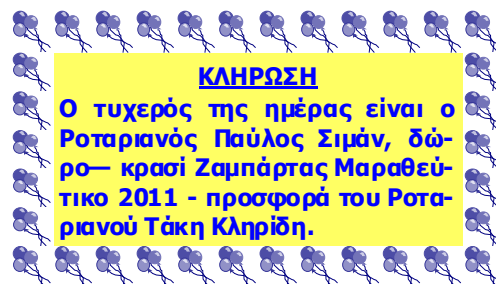 ΚΛΗΡΩΣΗ
Ο τυχερός της ημέρας είναι ο
Ροταριανός Παύλος Σιμάν, δώ-
ρο— κρασί Ζαμπάρτας Μαραθεύ-
τικο 2011 - προσφορά του Ροτα-
ριανού Τάκη Κληρίδη.